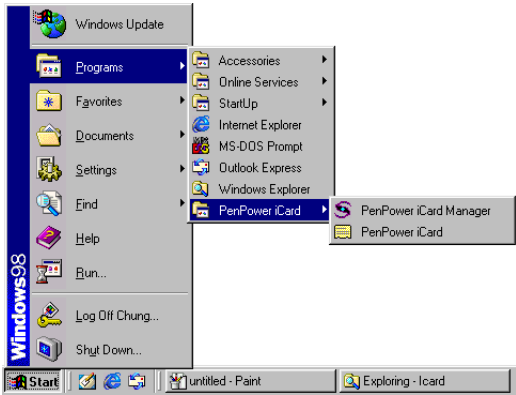 Windows Update
Programs
Favorites
Documents
Settings
Find
Help
Run...
Log Off Chung...
Shut Down...
Windows98
Accessories
Online Services
StartUp
Internet Explorer
MS-DOS Prompt
Outlook Express
Windows Explorer
PenPower iCard
PenPower iCard Manager
PenPower iCard
Start
untitled - Paint
Exploring - Icard